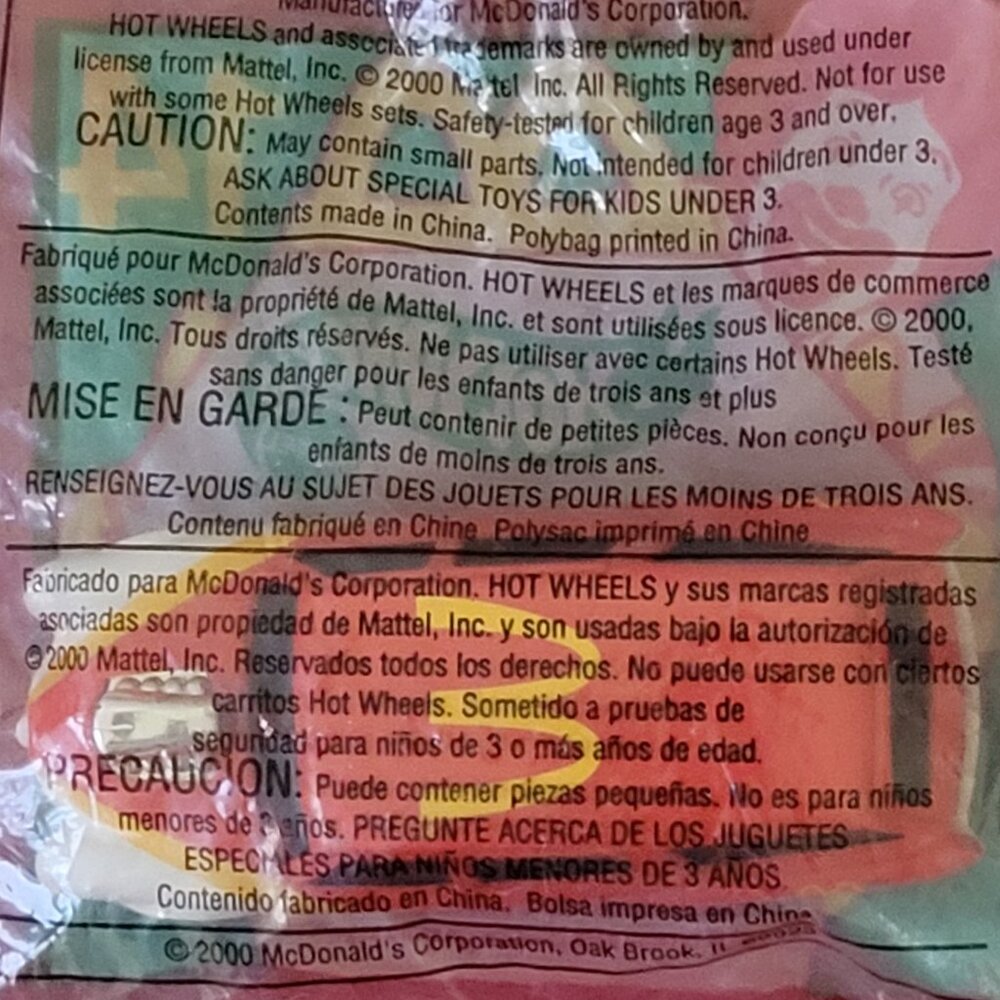 Manufactured for McDonald's Corporation.
HOT WHEELS and associated trademarks are owned by and used under
license from Mattel, Inc. © 2000 Mattel Inc. All Rights Reserved. Not for use
with some Hot Wheels sets. Safety-tested for children age 3 and over.
CAUTION: May contain small parts. Not intended for children under 3.
ASK ABOUT SPECIAL TOYS FOR KIDS UNDER 3.
Contents made in China. Polybag printed in China.
Fabriqué pour McDonald's Corporation. HOT WHEELS et les marques de commerce
associées sont la propriété de Mattel, Inc. et sont utilisées sous licence. © 2000,
Mattel, Inc. Tous droits réservés. Ne pas utiliser avec certains Hot Wheels. Testé
sans danger pour les enfants de trois ans et plus
MISE EN GARDE : Peut contenir de petites pièces. Non conçu pour les
enfants de moins de trois ans.
RENSEIGNEZ-VOUS AU SUJET DES JOUETS POUR LES MOINS DE TROIS ANS.
Contenu fabriqué en Chine Polysac imprimé en Chine
Fabricado para McDonald's Corporation. HOT WHEELS y sus marcas registradas
asociadas son propiedad de Mattel, Inc. y son usadas bajo la autorización de
© 2000 Mattel, Inc. Reservados todos los derechos. No puede usarse con ciertos
carritos Hot Wheels. Sometido a pruebas de
seguridad para niños de 3 o más años de edad.
PRECAUCION: Puede contener piezas pequeñas. No es para niños
menores de 3 años. PREGUNTE ACERCA DE LOS JUGUETES
ESPECIALES PARA NIÑOS MENORES DE 3 AÑOS
Contenido fabricado en China. Bolsa impresa en China
© 2000 McDonald's Corporation, Oak Brook, IL